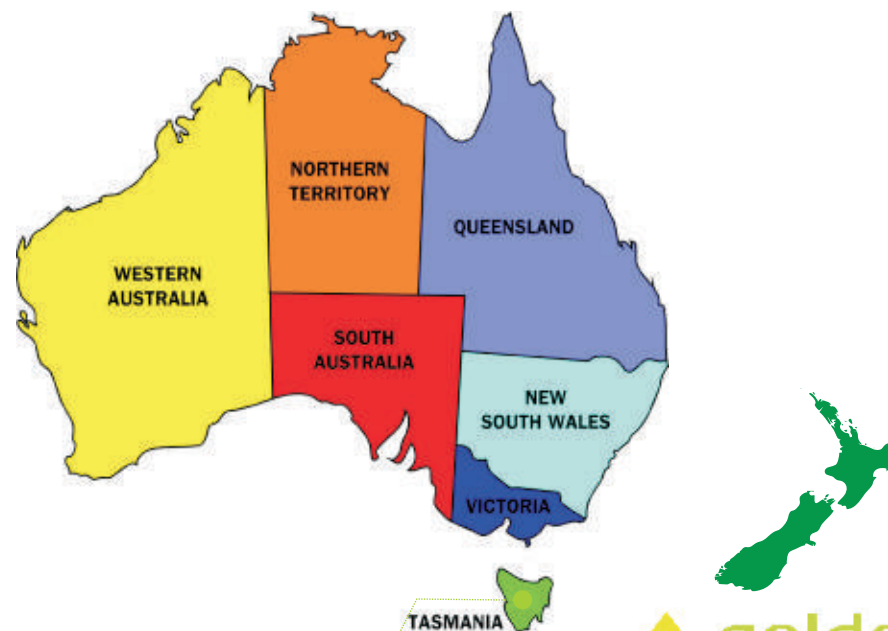 NORTHERN
TERRITORY
QUEENSLAND
WESTERN
AUSTRALIA
SOUTH
AUSTRALIA
NEW
SOUTH WALES
VICTORIA
TASMANIA